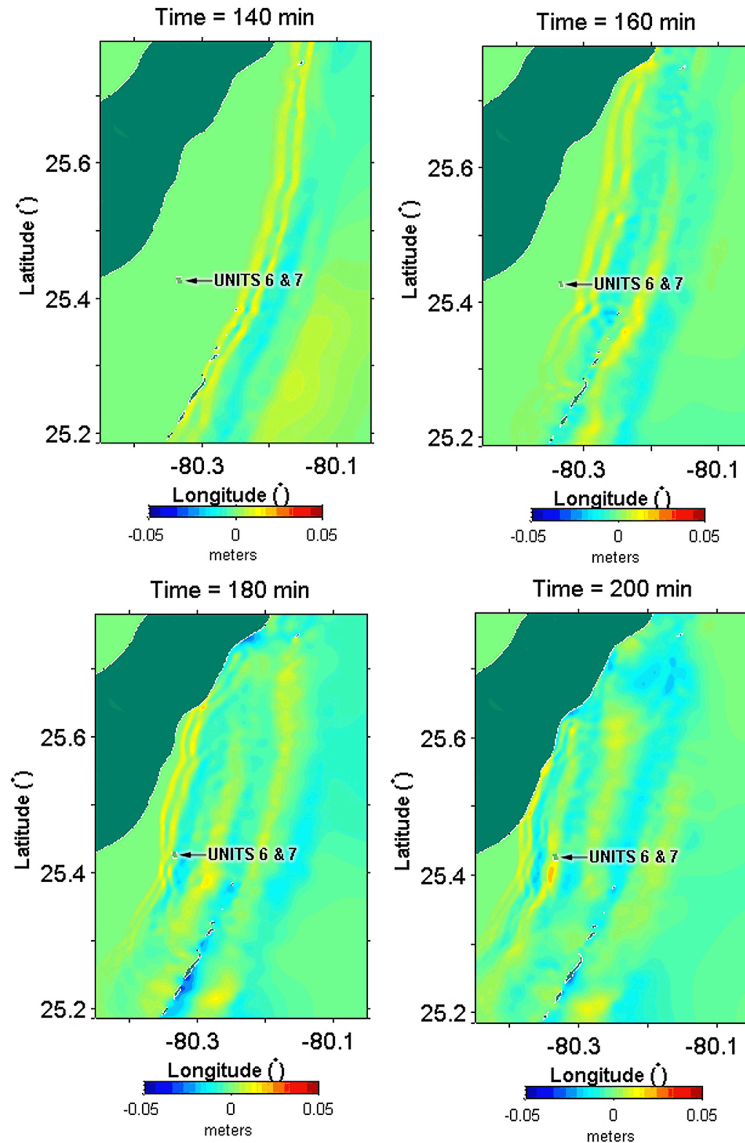 Time = 140 min
Time = 160 min
25.6
25.4
25.2
Latitude (°)
UNITS 6 & 7
-80.3
-80.1
Longitude (°)
-0.05
0
0.05
meters
25.6
25.4
25.2
Latitude (°)
UNITS 6 & 7
-80.3
-80.1
Longitude (°)
-0.05
0
0.05
meters
Time = 180 min
Time = 200 min
25.6
25.4
25.2
Latitude (°)
UNITS 6 & 7
-80.3
-80.1
Longitude (°)
-0.05
0
0.05
meters
25.6
25.4
25.2
Latitude (°)
UNITS 6 & 7
-80.3
-80.1
Longitude (°)
-0.05
0
0.05
meters